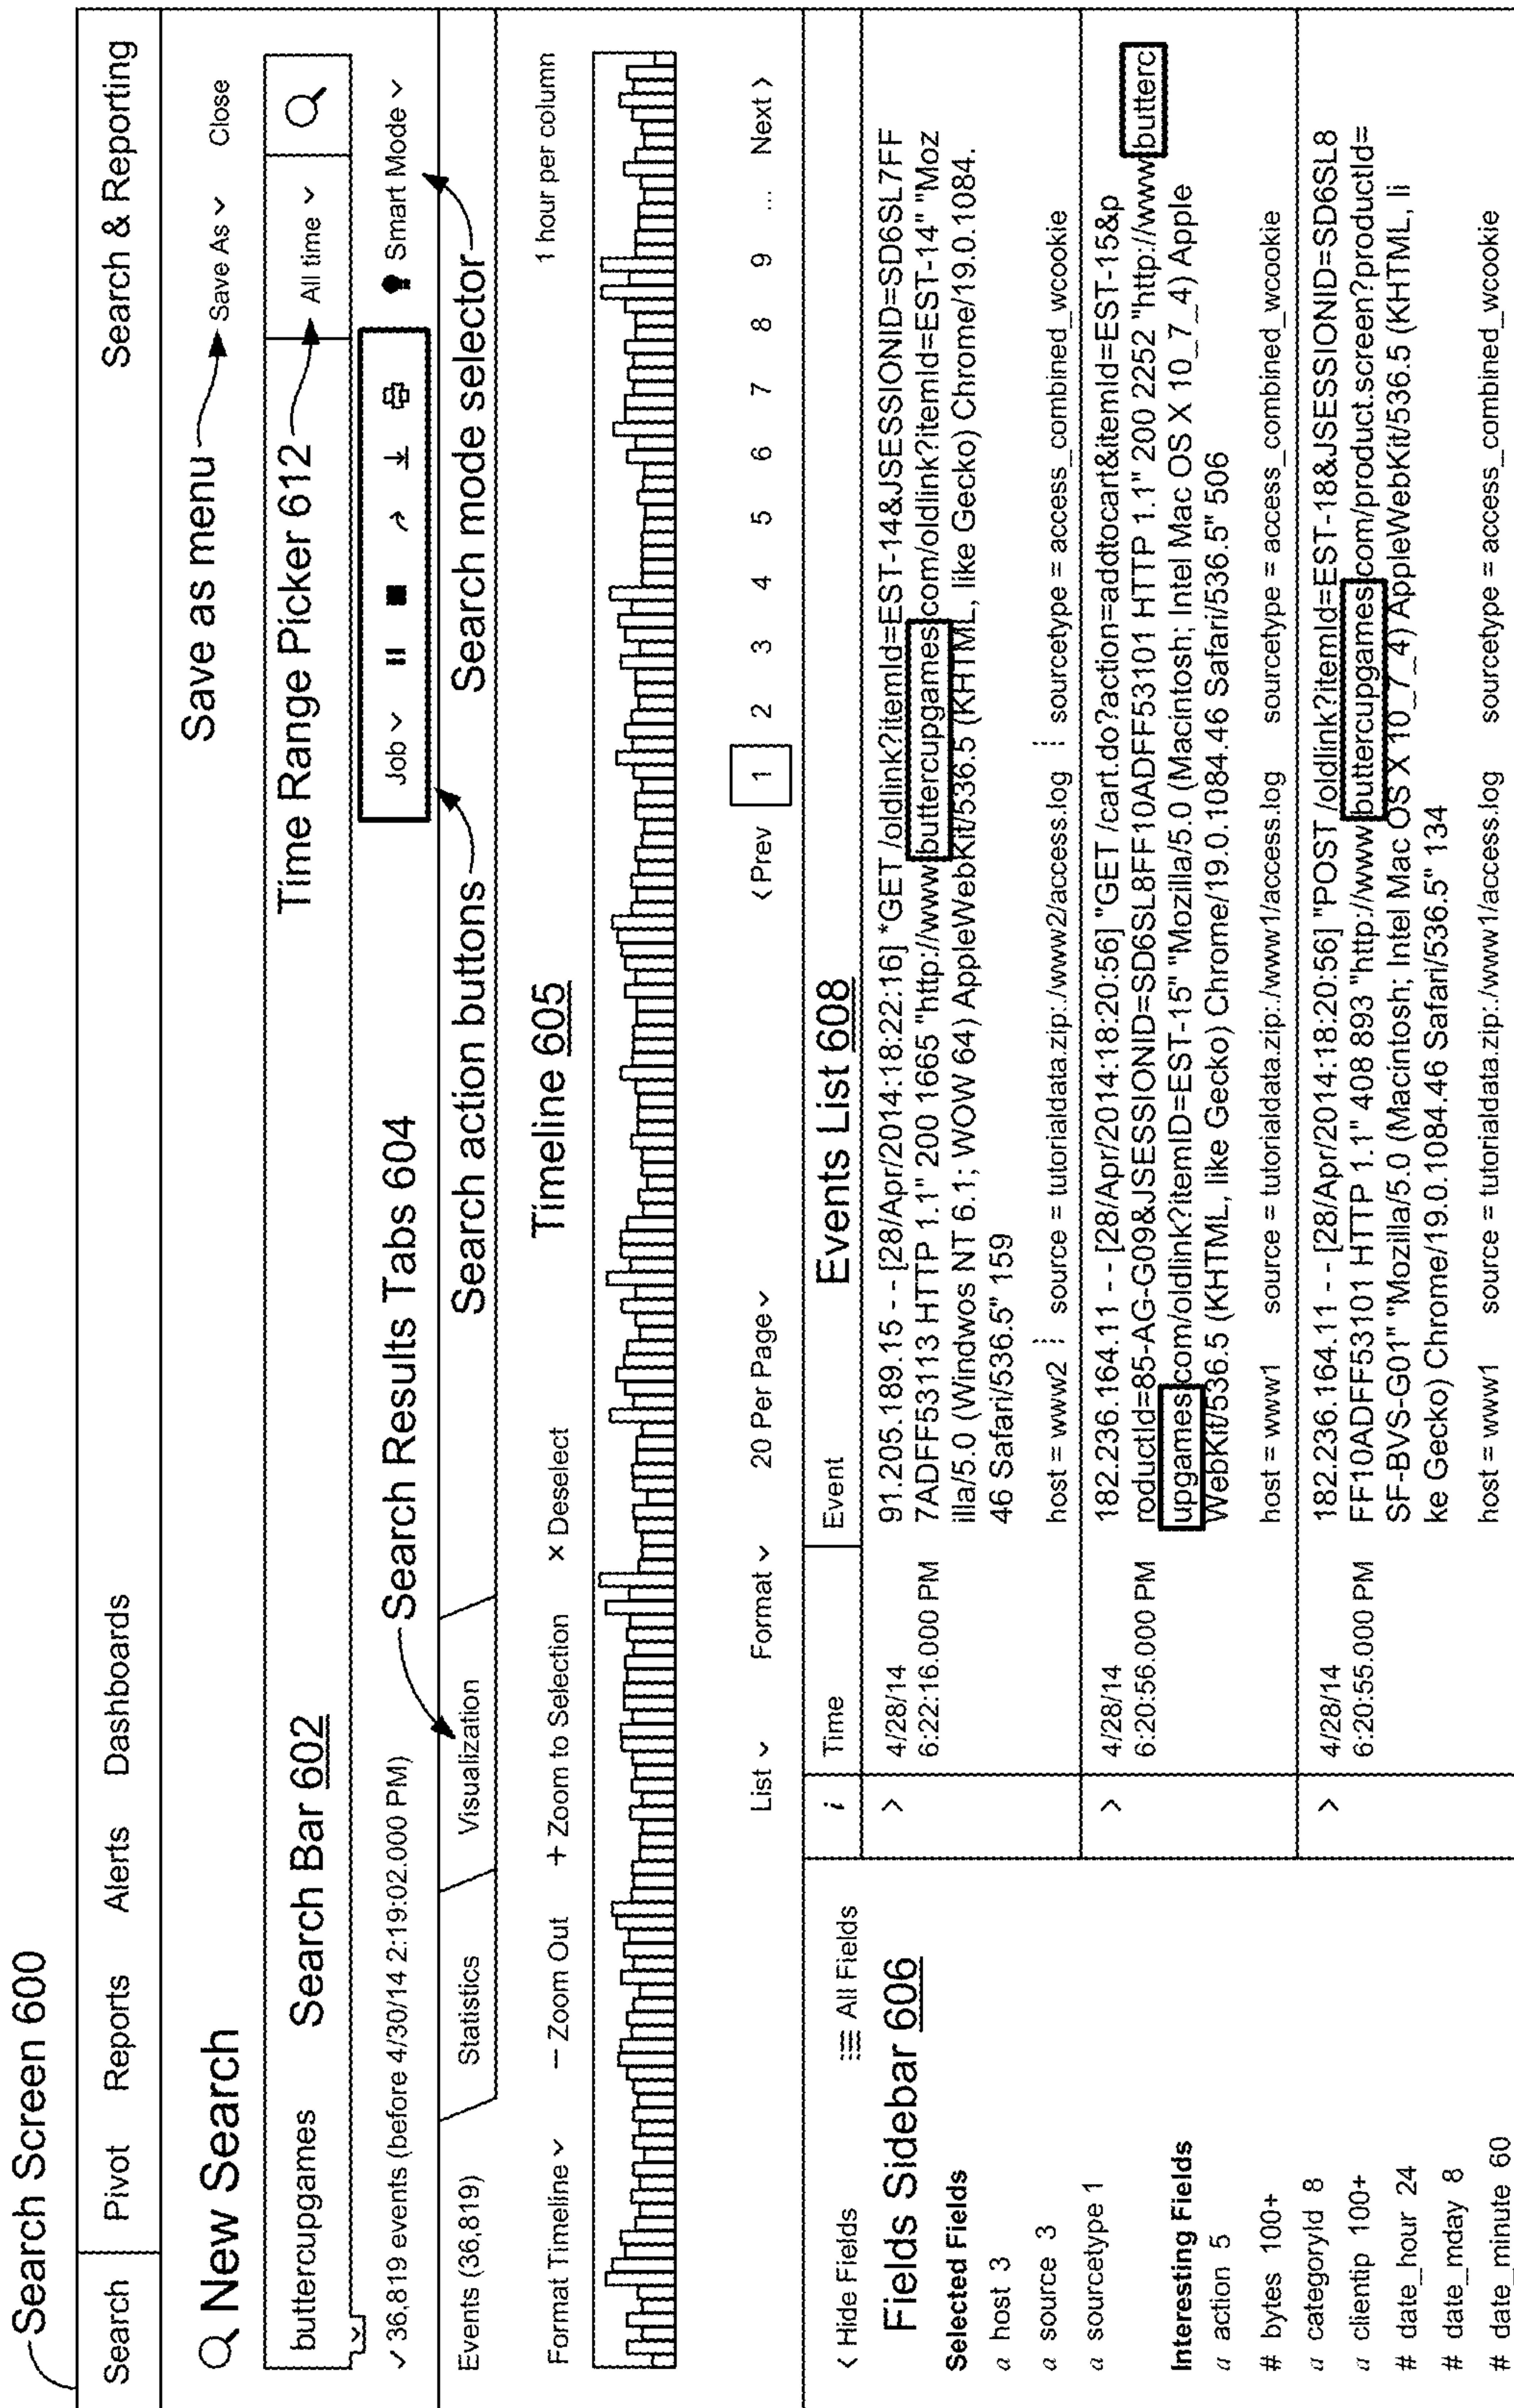 Search Screen 600
Search Pivot Reports Alerts Dashboards Search & Reporting
New Search
Save as menu Save As Close
buttercupgames Search Bar 602 Time Range Picker 612 All time
✓ 36,819 events (before 4/30/14 2:19:02.000 PM) Search Results Tabs 604 Job Smart Mode
Events (36,819) Statistics Visualization Search action buttons Search mode selector
Format Timeline — Zoom Out + Zoom to Selection × Deselect Timeline 605 1 hour per column
List Format 20 Per Page < Prev 1 2 3 4 5 6 7 8 9 ... Next >
< Hide Fields All Fields
Fields Sidebar 606
Selected Fields
a host 3
a source 3
a sourcetype 1
Interesting Fields
a action 5
# bytes 100+
a categoryId 8
a clientip 100+
# date_hour 24
# date_mday 8
# date_minute 60
i Time Event Events List 608
> 4/28/14
6:22:16.000 PM
91.205.189.15 - - [28/Apr/2014:18:22:16] *GET /oldlink?itemId=EST-14&JSESSIONID=SD6SL7FF
7ADFF53113 HTTP 1.1" 200 1665 "http://www buttercupgames com/oldlink?itemId=EST-14" "Moz
illa/5.0 (Windwos NT 6.1; WOW 64) AppleWebKit/536.5 (KHTML, like Gecko) Chrome/19.0.1084.
46 Safari/536.5" 159
host = www2 source = tutorialdata.zip:./www2/access.log sourcetype = access_combined_wcookie
> 4/28/14
6:20:56.000 PM
182.236.164.11 - - [28/Apr/2014:18:20:56] "GET /cart.do?action=addtocart&itemId=EST-15&p
roductId=85-AG-G09&JSESSIONID=SD6SL8FF10ADFF53101 HTTP 1.1" 200 2252 "http://www butterc
upgames com/oldlink?itemID=EST-15" "Mozilla/5.0 (Macintosh; Intel Mac OS X 10_7_4) Apple
WebKit/536.5 (KHTML, like Gecko) Chrome/19.0.1084.46 Safari/536.5" 506
host = www1 source = tutorialdata.zip:./www1/access.log sourcetype = access_combined_wcookie
> 4/28/14
6:20:55.000 PM
182.236.164.11 - - [28/Apr/2014:18:20:56] "POST /oldlink?itemId=EST-18&JSESSIONID=SD6SL8
FF10ADFF53101 HTTP 1.1" 408 893 "http://www buttercupgames com/product.screen?productId=
SF-BVS-G01" "Mozilla/5.0 (Macintosh; Intel Mac OS X 10_7_4) AppleWebKit/536.5 (KHTML, li
ke Gecko) Chrome/19.0.1084.46 Safari/536.5" 134
host = www1 source = tutorialdata.zip:./www1/access.log sourcetype = access_combined_wcookie